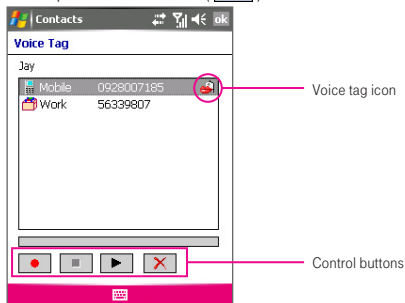 Contacts
ok
Voice Tag
Jay
Mobile 0928007185
Work 56339807
Voice tag icon
Control buttons